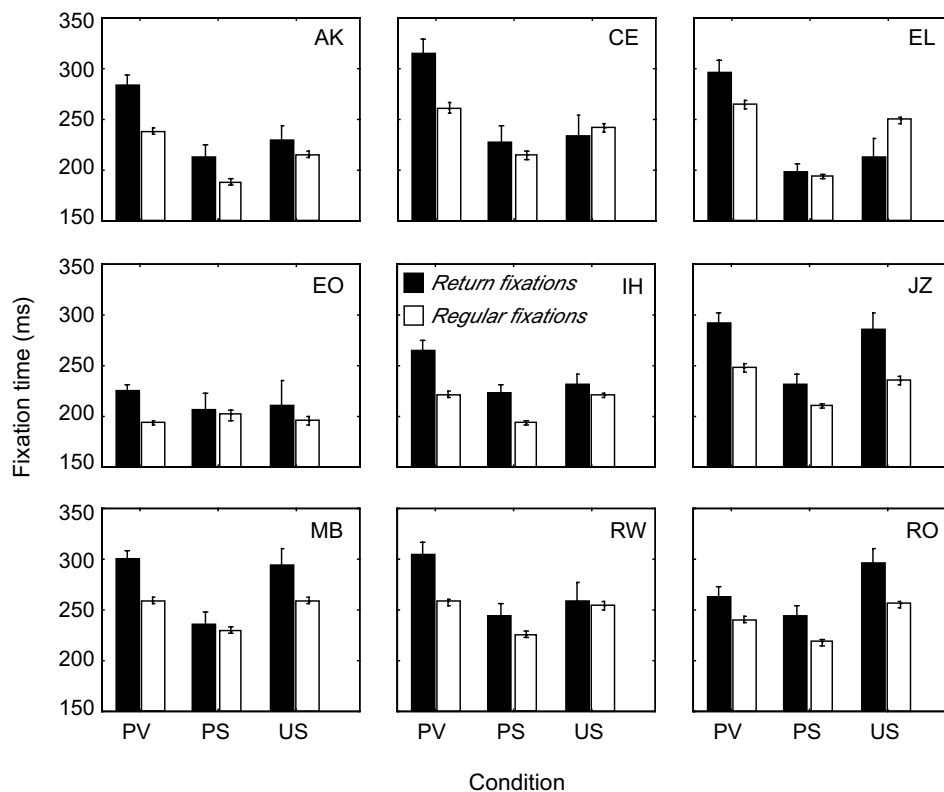 350
300
250
200
150
AK
CE
EL
350
300
250
200
150
EO
Return fixations
Regular fixations
IH
JZ
Fixation time (ms)
350
300
250
200
150
MB
RW
RO
PV PS US
PV PS US
PV PS US
Condition